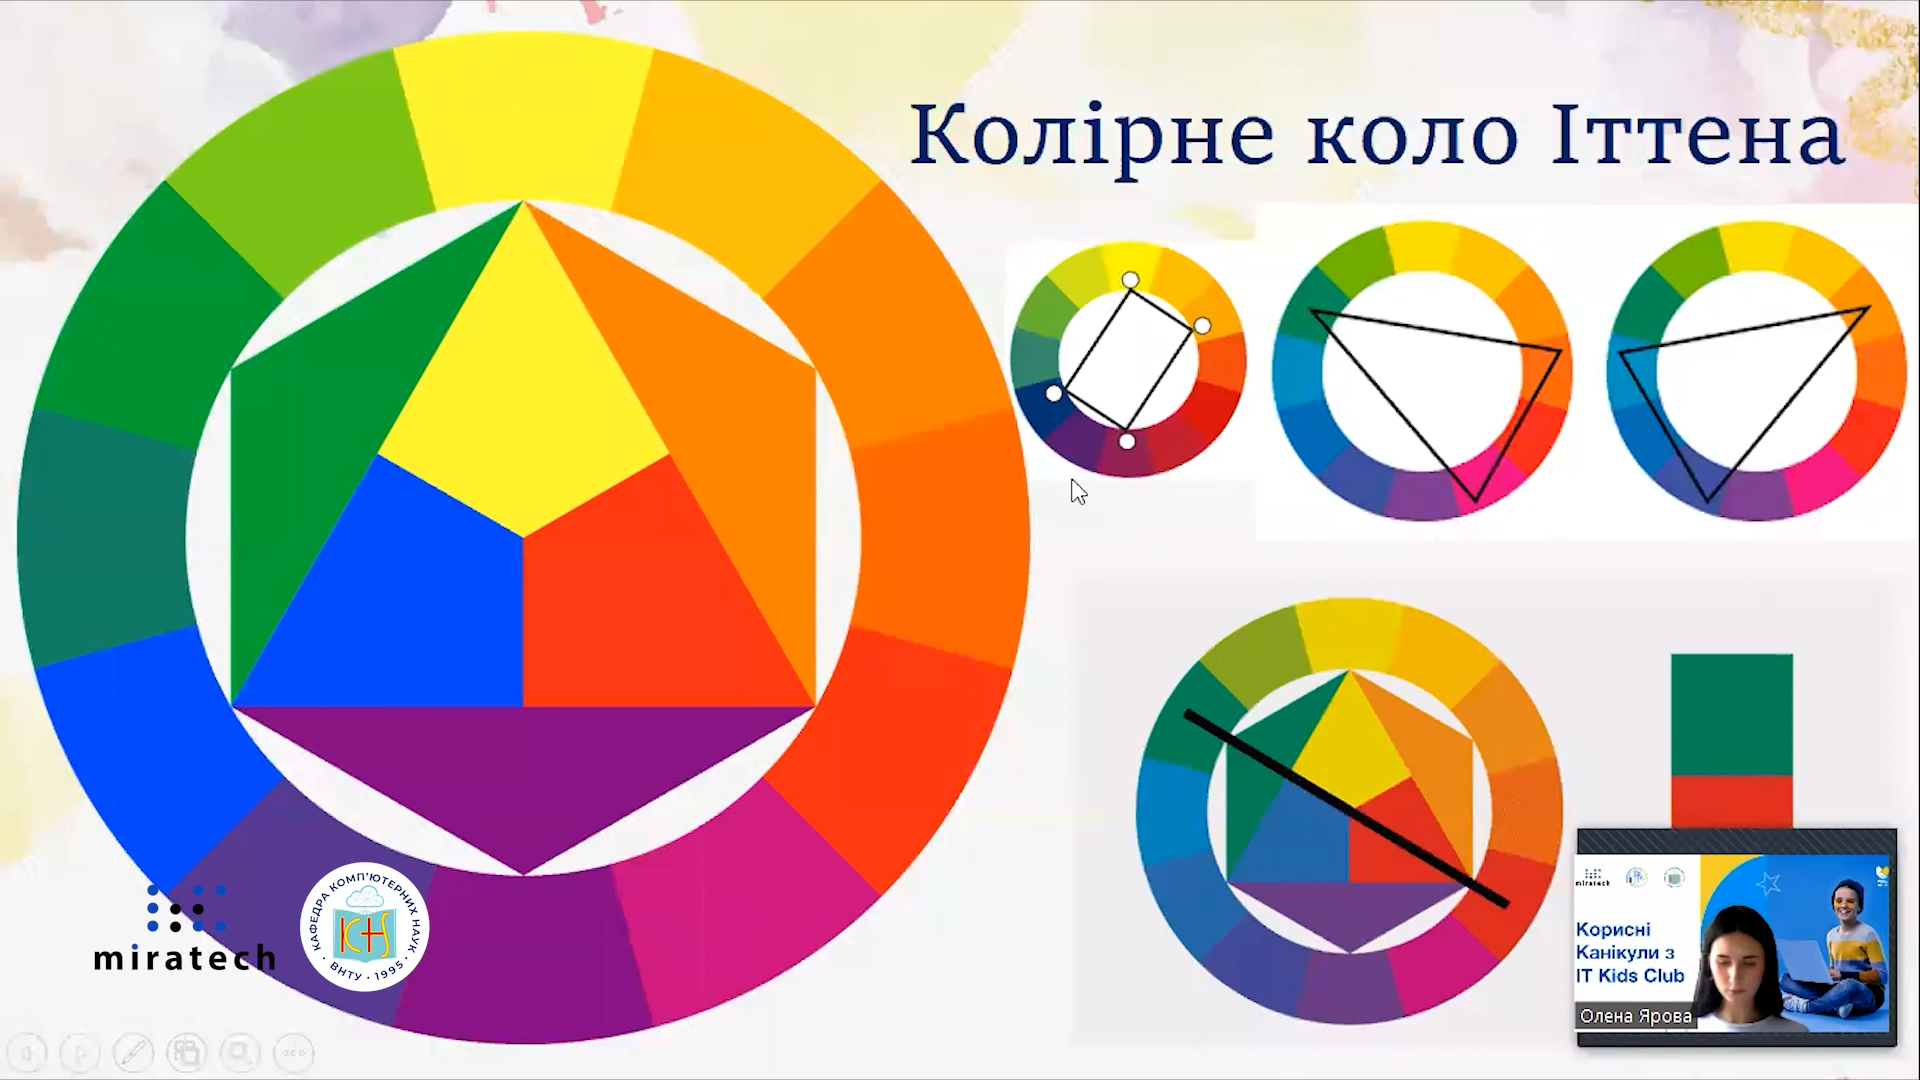 Колірне коло Іттена
miratech
КАФЕДРА КОМП'ЮТЕРНИХ НАУК
ВНТУ · 1995
miratech
Корисні
Канікули з
IT Kids Club
Олена Ярова